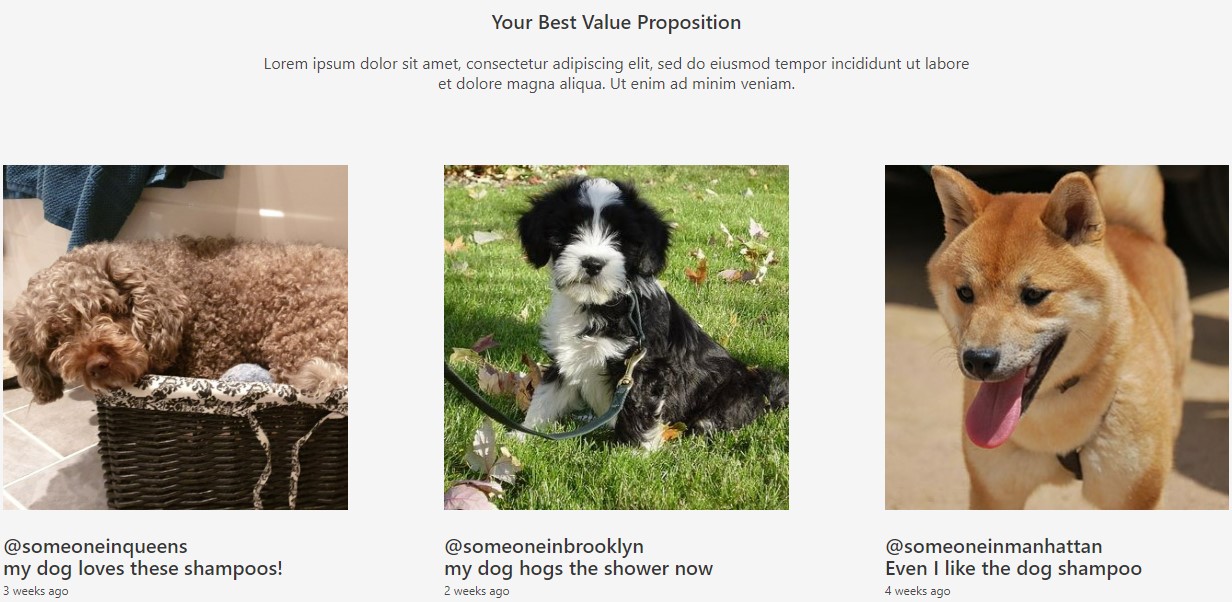 Your Best Value Proposition
Lorem ipsum dolor sit amet, consectetur adipiscing elit, sed do eiusmod tempor incididunt ut labore
et dolore magna aliqua. Ut enim ad minim veniam.
@someoneinqueens
my dog loves these shampoos!
3 weeks ago
@someoneinbrooklyn
my dog hogs the shower now
2 weeks ago
@someoneinmanhattan
Even I like the dog shampoo
4 weeks ago